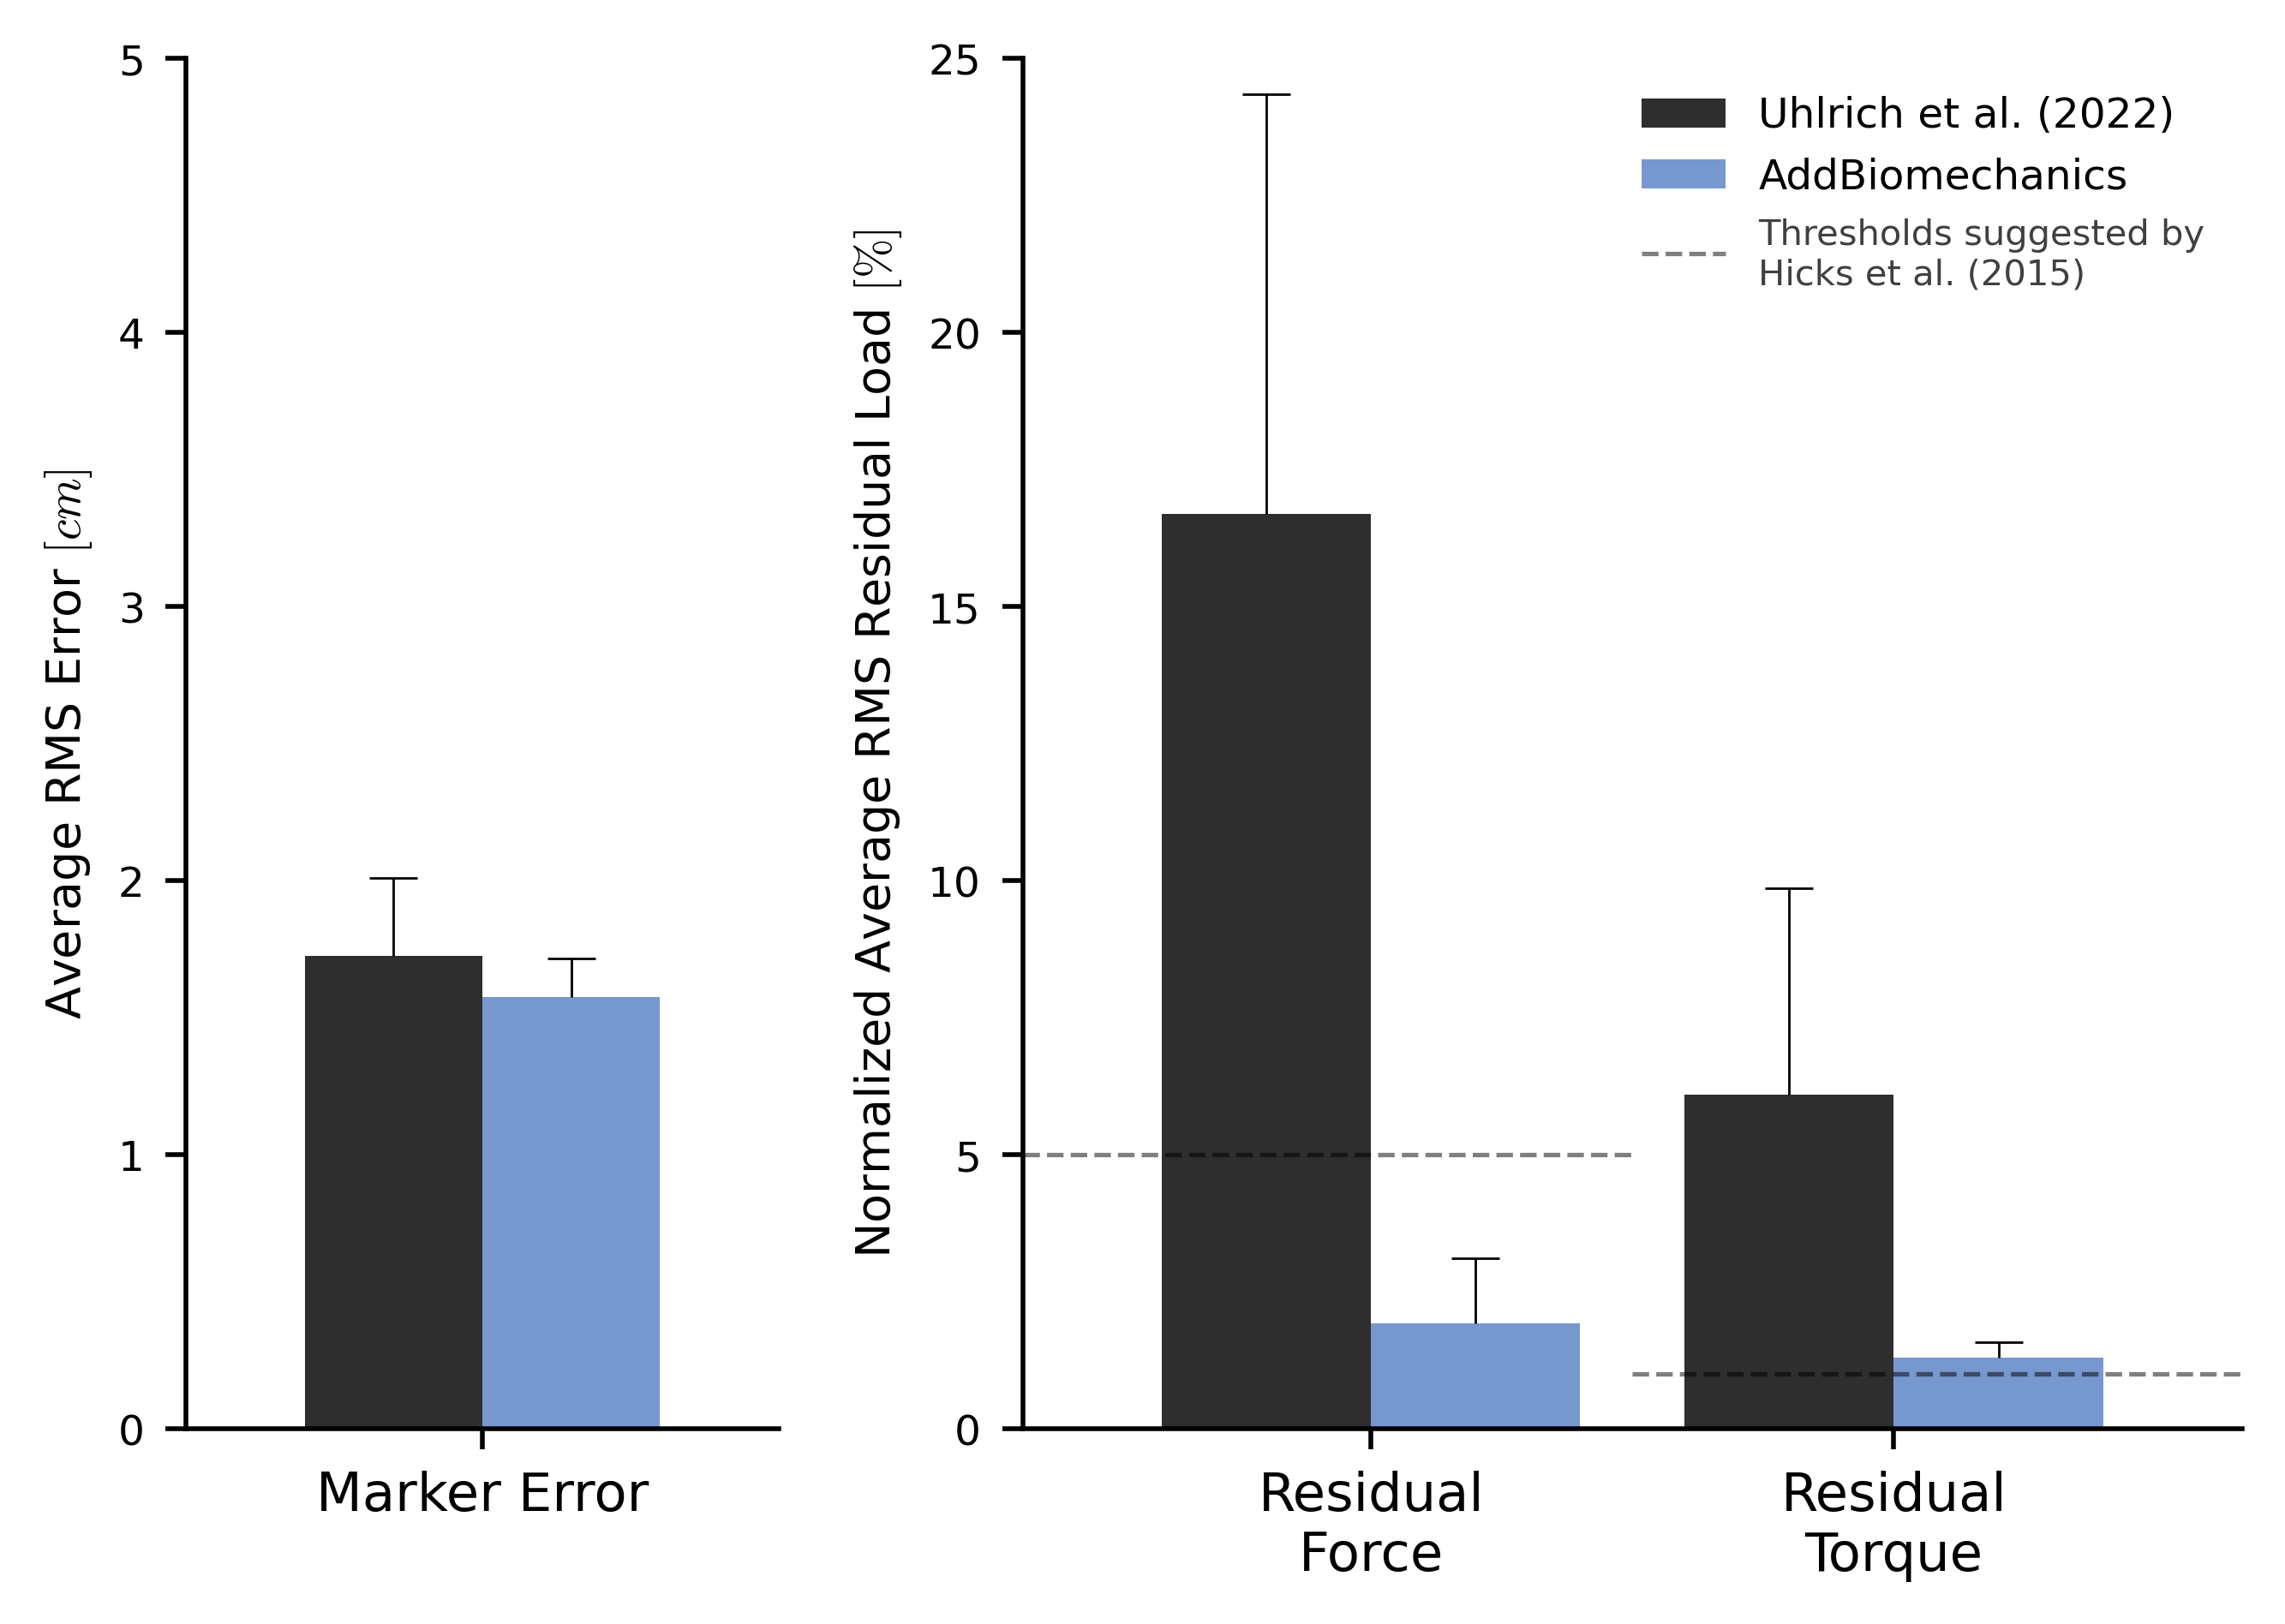 Average RMS Error [cm]
5
4
3
2
1
0
Marker Error
Normalized Average RMS Residual Load [%]
25
20
15
10
5
0
Uhlrich et al. (2022)
AddBiomechanics
Thresholds suggested by
Hicks et al. (2015)
Residual
Force
Residual
Torque